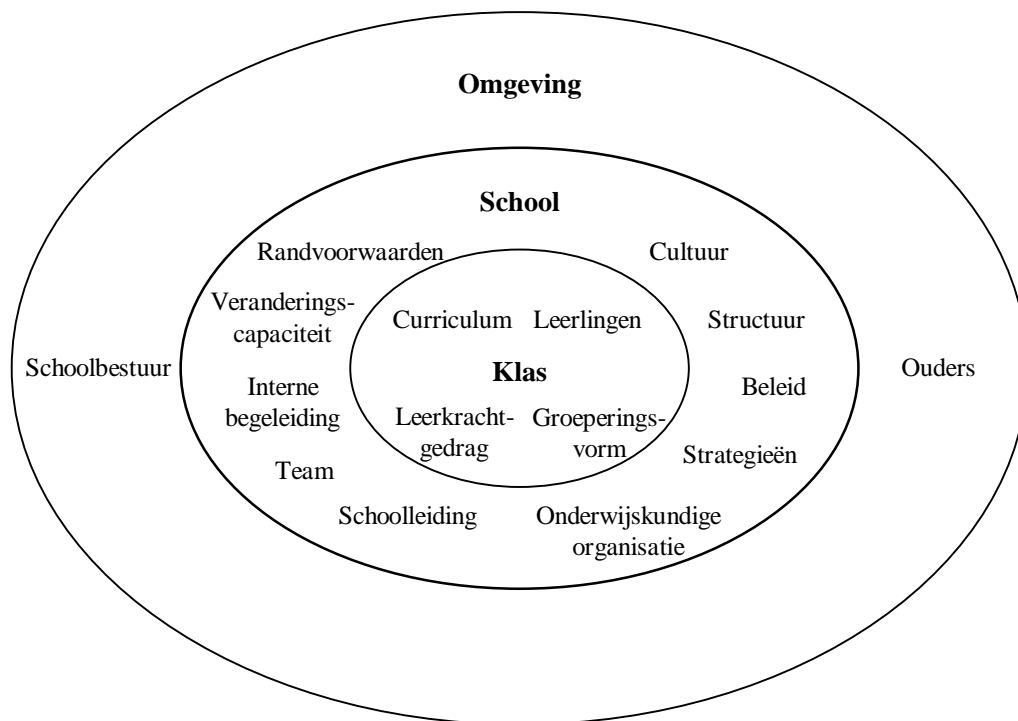 Omgeving
School
Randvoorwaarden
Cultuur
Veranderings-
capaciteit
Curriculum
Leerlingen
Structuur
Schoolbestuur
Klas
Ouders
Interne
begeleiding
Beleid
Leerkracht-
gedrag
Groeperings-
vorm
Team
Strategieën
Schoolleiding
Onderwijskundige
organisatie